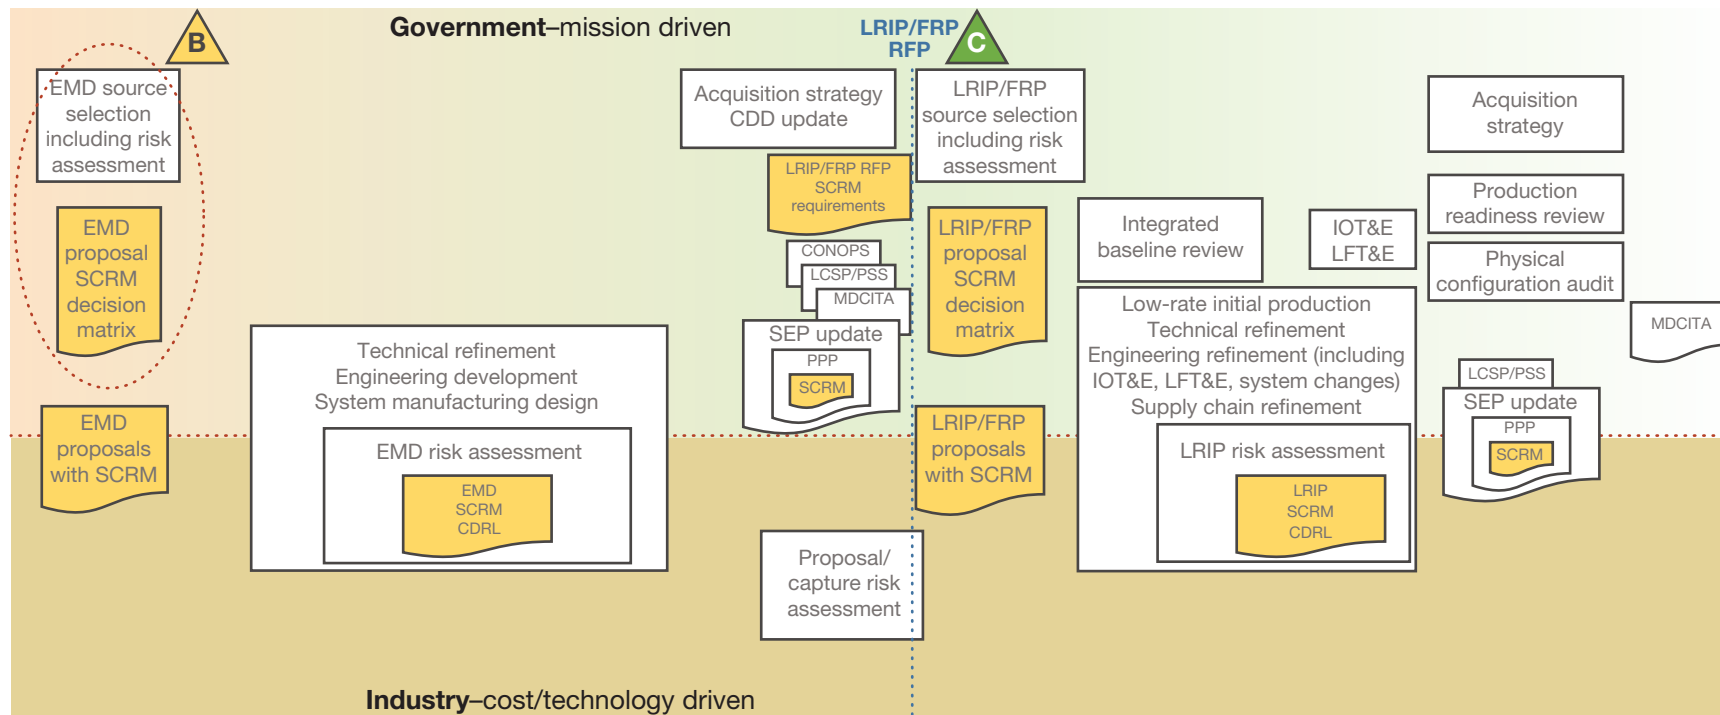 Government–mission driven
B
LRIP/FRP
RFP
C
EMD source
selection
including risk
assessment
EMD
proposal
SCRM
decision
matrix
EMD
proposals
with SCRM
Technical refinement
Engineering development
System manufacturing design
EMD risk assessment
EMD
SCRM
CDRL
Acquisition strategy
CDD update
LRIP/FRP RFP
SCRM
requirements
CONOPS
LCSP/PSS
MDCITA
SEP update
PPP
SCRM
Proposal/
capture risk
assessment
LRIP/FRP
source selection
including risk
assessment
LRIP/FRP
proposal
SCRM
decision
matrix
LRIP/FRP
proposals
with SCRM
Integrated
baseline review
IOT&E
LFT&E
Low-rate initial production
Technical refinement
Engineering refinement (including
IOT&E, LFT&E, system changes)
Supply chain refinement
LRIP risk assessment
LRIP
SCRM
CDRL
Acquisition
strategy
Production
readiness review
Physical
configuration audit
MDCITA
LCSP/PSS
SEP update
PPP
SCRM
Industry–cost/technology driven